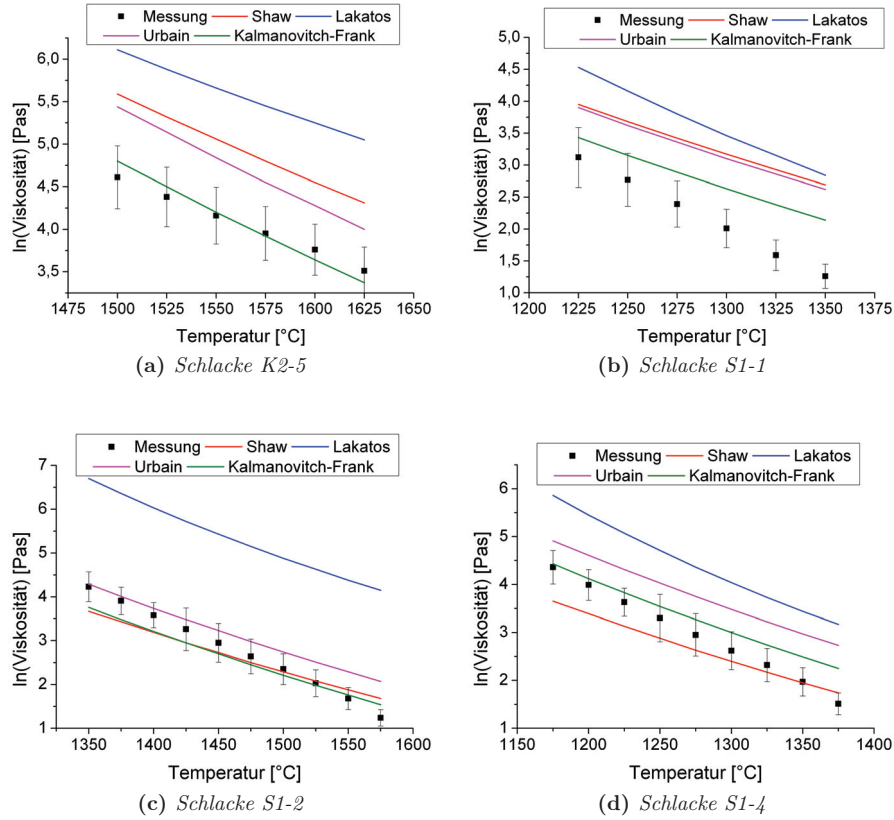 Messung Shaw Lakatos
Urbain Kalmanovitch-Frank
6,0
5,5
5,0
4,5
4,0
3,5
ln(Viskosität) [Pas]
1475 1500 1525 1550 1575 1600 1625 1650
Temperatur [°C]
(a) Schlacke K2-5
Messung Shaw Lakatos
Urbain Kalmanovitch-Frank
5,0
4,5
4,0
3,5
3,0
2,5
2,0
1,5
1,0
ln(Viskosität) [Pas]
1200 1225 1250 1275 1300 1325 1350 1375
Temperatur [°C]
(b) Schlacke S1-1
Messung Shaw Lakatos
Urbain Kalmanovitch-Frank
7
6
5
4
3
2
1
ln(Viskosität) [Pas]
1350 1400 1450 1500 1550 1600
Temperatur [°C]
(c) Schlacke S1-2
Messung Shaw Lakatos
Urbain Kalmanovitch-Frank
6
5
4
3
2
1
ln(Viskosität) [Pas]
1150 1200 1250 1300 1350 1400
Temperatur [°C]
(d) Schlacke S1-4